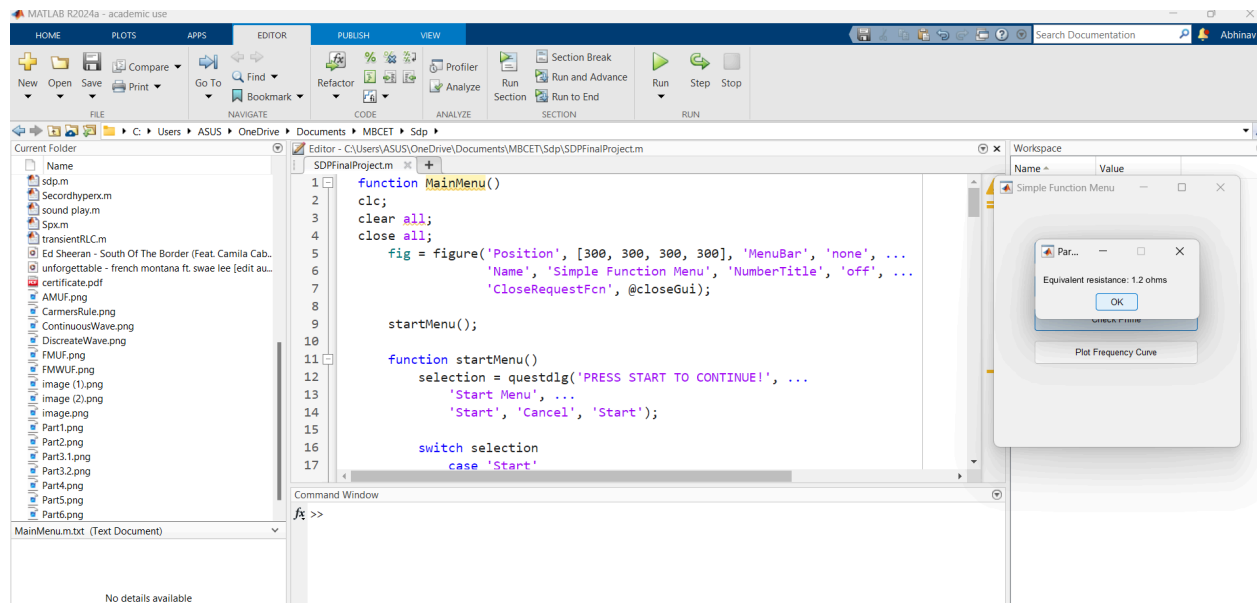 MATLAB R2024a - academic use
HOME PLOTS APPS EDITOR PUBLISH VIEW
Search Documentation
Abhinav
New Open Save Compare Print
Go To Find Bookmark
Refactor
Profiler
Analyze
Run Section
Section Break
Run and Advance
Run to End
Run Step Stop
FILE NAVIGATE CODE ANALYZE SECTION RUN
C: Users ASUS OneDrive Documents MBCET Sdp
Current Folder
Name
sdp.m
Secordhyperx.m
sound play.m
Spx.m
transientRLC.m
Ed Sheeran - South Of The Border (Feat. Camila Cab..
unforgettable - french montana ft. swae lee [edit au...
certificate.pdf
AMUF.png
CarmersRule.png
ContinuousWave.png
DiscreateWave.png
FMUF.png
FMWUF.png
image (1).png
image (2).png
image.png
Part1.png
Part2.png
Part3.1.png
Part3.2.png
Part4.png
Part5.png
Part6.png
MainMenu.m.txt (Text Document)
No details available
Editor - C:\Users\ASUS\OneDrive\Documents\MBCET\Sdp\SDPFinalProject.m
SDPFinalProject.m
1 function MainMenu()
2 clc;
3 clear all;
4 close all;
5 fig = figure('Position', [300, 300, 300, 300], 'MenuBar', 'none', ...
6 'Name', 'Simple Function Menu', 'NumberTitle', 'off', ...
7 'CloseRequestFcn', @closeGui);
8
9 startMenu();
10
11 function startMenu()
12 selection = questdlg('PRESS START TO CONTINUE!', ...
13 'Start Menu', ...
14 'Start', 'Cancel', 'Start');
15
16 switch selection
17 case 'Start'
Command Window
fx >>
Workspace
Name Value
Simple Function Menu
Par...
Equivalent resistance: 1.2 ohms
OK
Check Prime
Plot Frequency Curve